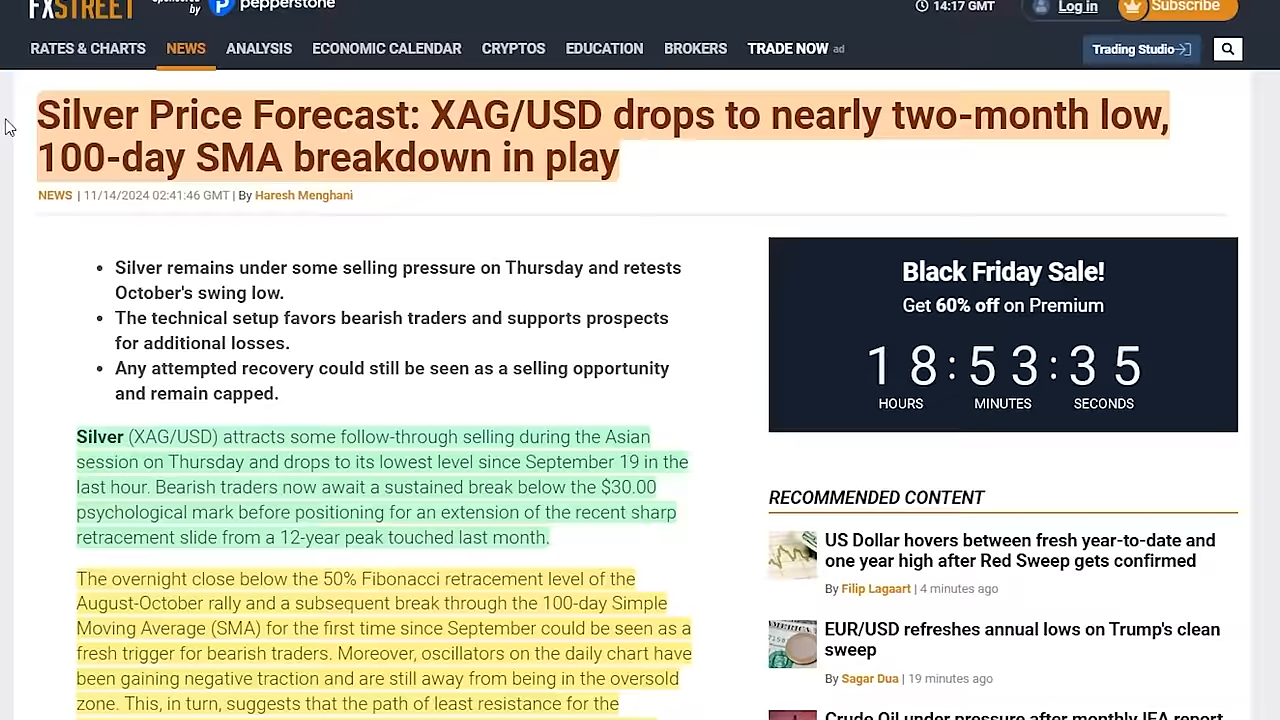 FXSTREET
Sponsored by
pepperstone
14:17 GMT
Log in
Subscribe
RATES & CHARTS NEWS ANALYSIS ECONOMIC CALENDAR CRYPTOS EDUCATION BROKERS TRADE NOW ad
Trading Studio
Silver Price Forecast: XAG/USD drops to nearly two-month low,
100-day SMA breakdown in play
NEWS | 11/14/2024 02:41:46 GMT | By Haresh Menghani
• Silver remains under some selling pressure on Thursday and retests
October's swing low.
• The technical setup favors bearish traders and supports prospects
for additional losses.
• Any attempted recovery could still be seen as a selling opportunity
and remain capped.
Silver (XAG/USD) attracts some follow-through selling during the Asian
session on Thursday and drops to its lowest level since September 19 in the
last hour. Bearish traders now await a sustained break below the $30.00
psychological mark before positioning for an extension of the recent sharp
retracement slide from a 12-year peak touched last month.
The overnight close below the 50% Fibonacci retracement level of the
August-October rally and a subsequent break through the 100-day Simple
Moving Average (SMA) for the first time since September could be seen as a
fresh trigger for bearish traders. Moreover, oscillators on the daily chart have
been gaining negative traction and are still away from being in the oversold
zone. This, in turn, suggests that the path of least resistance for the
Black Friday Sale!
Get 60% off on Premium
18:53:35
HOURS MINUTES SECONDS
RECOMMENDED CONTENT
US Dollar hovers between fresh year-to-date and
one year high after Red Sweep gets confirmed
By Filip Lagaart | 4 minutes ago
EUR/USD refreshes annual lows on Trump's clean
sweep
By Sagar Dua | 19 minutes ago
Crude Oil under pressure after monthly IEA report